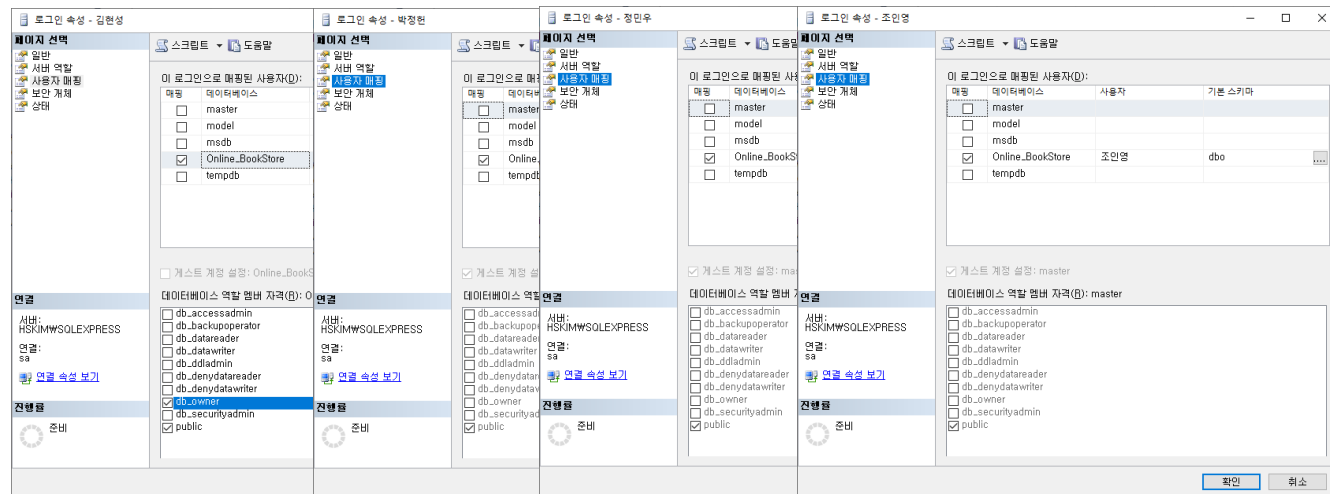 로그인 속성 - 김현성
페이지 선택
일반
서버 역할
사용자 매핑
보안 개체
상태
스크립트 도움말
이 로그인으로 매핑된 사용자(D):
매핑 데이터베이스
master
model
msdb
Online_BookStore
tempdb
게스트 계정 설정: Online_BookS
데이터베이스 역할 멤버 자격(R): O
db_accessadmin
db_backupoperator
db_datareader
db_datawriter
db_ddladmin
db_denydatareader
db_denydatawriter
db_owner
db_securityadmin
public
연결
서버:
HSKIM₩SQLEXPRESS
연결:
sa
연결 속성 보기
진행률
준비
로그인 속성 - 박정헌
페이지 선택
일반
서버 역할
사용자 매핑
보안 개체
상태
스크립트
이 로그인으로 매핑
매핑 데이터베
master
model
msdb
Online_
tempdb
게스트 계정 설
데이터베이스 역할
db_accessadm
db_backupope
db_datareader
db_datawriter
db_ddladmin
db_denydatare
db_denydataw
db_owner
db_securityad
public
연결
서버:
HSKIM₩SQLEXPRESS
연결:
sa
연결 속성 보기
진행률
준비
로그인 속성 - 정민우
페이지 선택
일반
서버 역할
사용자 매핑
보안 개체
상태
스크립트 도움말
이 로그인으로 매핑된 사용
매핑 데이터베이스
master
model
msdb
Online_BookS
tempdb
게스트 계정 설정: mas
데이터베이스 역할 멤버 자
db_accessadmin
db_backupoperator
db_datareader
db_datawriter
db_ddladmin
db_denydatareader
db_denydatawriter
db_owner
db_securityadmin
public
연결
서버:
HSKIM₩SQLEXPRESS
연결:
sa
연결 속성 보기
진행률
준비
로그인 속성 - 조인영
페이지 선택
일반
서버 역할
사용자 매핑
보안 개체
상태
스크립트 도움말
이 로그인으로 매핑된 사용자(D):
매핑 데이터베이스 사용자 기본 스키마
master
model
msdb
Online_BookStore 조인영 dbo ....
tempdb
게스트 계정 설정: master
데이터베이스 역할 멤버 자격(R): master
db_accessadmin
db_backupoperator
db_datareader
db_datawriter
db_ddladmin
db_denydatareader
db_denydatawriter
db_owner
db_securityadmin
public
연결
서버:
HSKIM₩SQLEXPRESS
연결:
sa
연결 속성 보기
진행률
준비
확인 취소